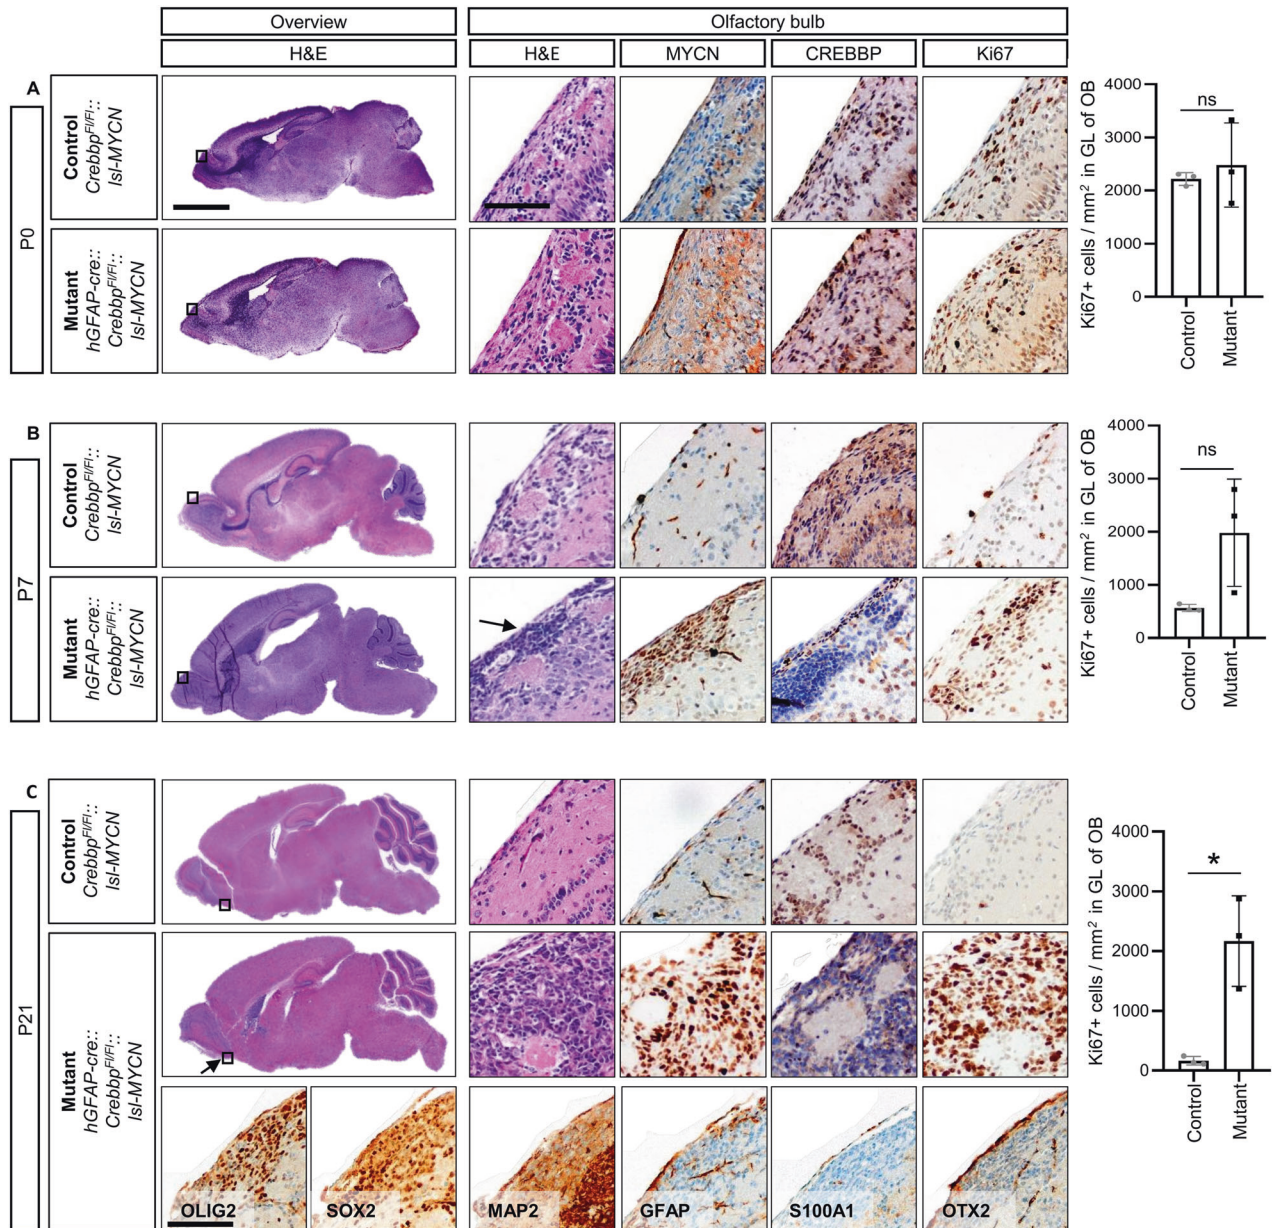 Overview
Olfactory bulb
H&E
H&E
MYCN
CREBBP
Ki67
A
P0
Control
Crebbp^Fl/Fl::
lsl-MYCN
Mutant
hGFAP-cre::
Crebbp^Fl/Fl::
lsl-MYCN
Ki67+ cells / mm² in GL of OB
4000
3000
2000
1000
0
ns
Control
Mutant
B
P7
Control
Crebbp^Fl/Fl::
lsl-MYCN
Mutant
hGFAP-cre::
Crebbp^Fl/Fl::
lsl-MYCN
Ki67+ cells / mm² in GL of OB
4000
3000
2000
1000
0
ns
Control
Mutant
C
P21
Control
Crebbp^Fl/Fl::
lsl-MYCN
Mutant
hGFAP-cre::
Crebbp^Fl/Fl::
lsl-MYCN
OLIG2
SOX2
MAP2
GFAP
S100A1
OTX2
Ki67+ cells / mm² in GL of OB
4000
3000
2000
1000
0
*
Control
Mutant